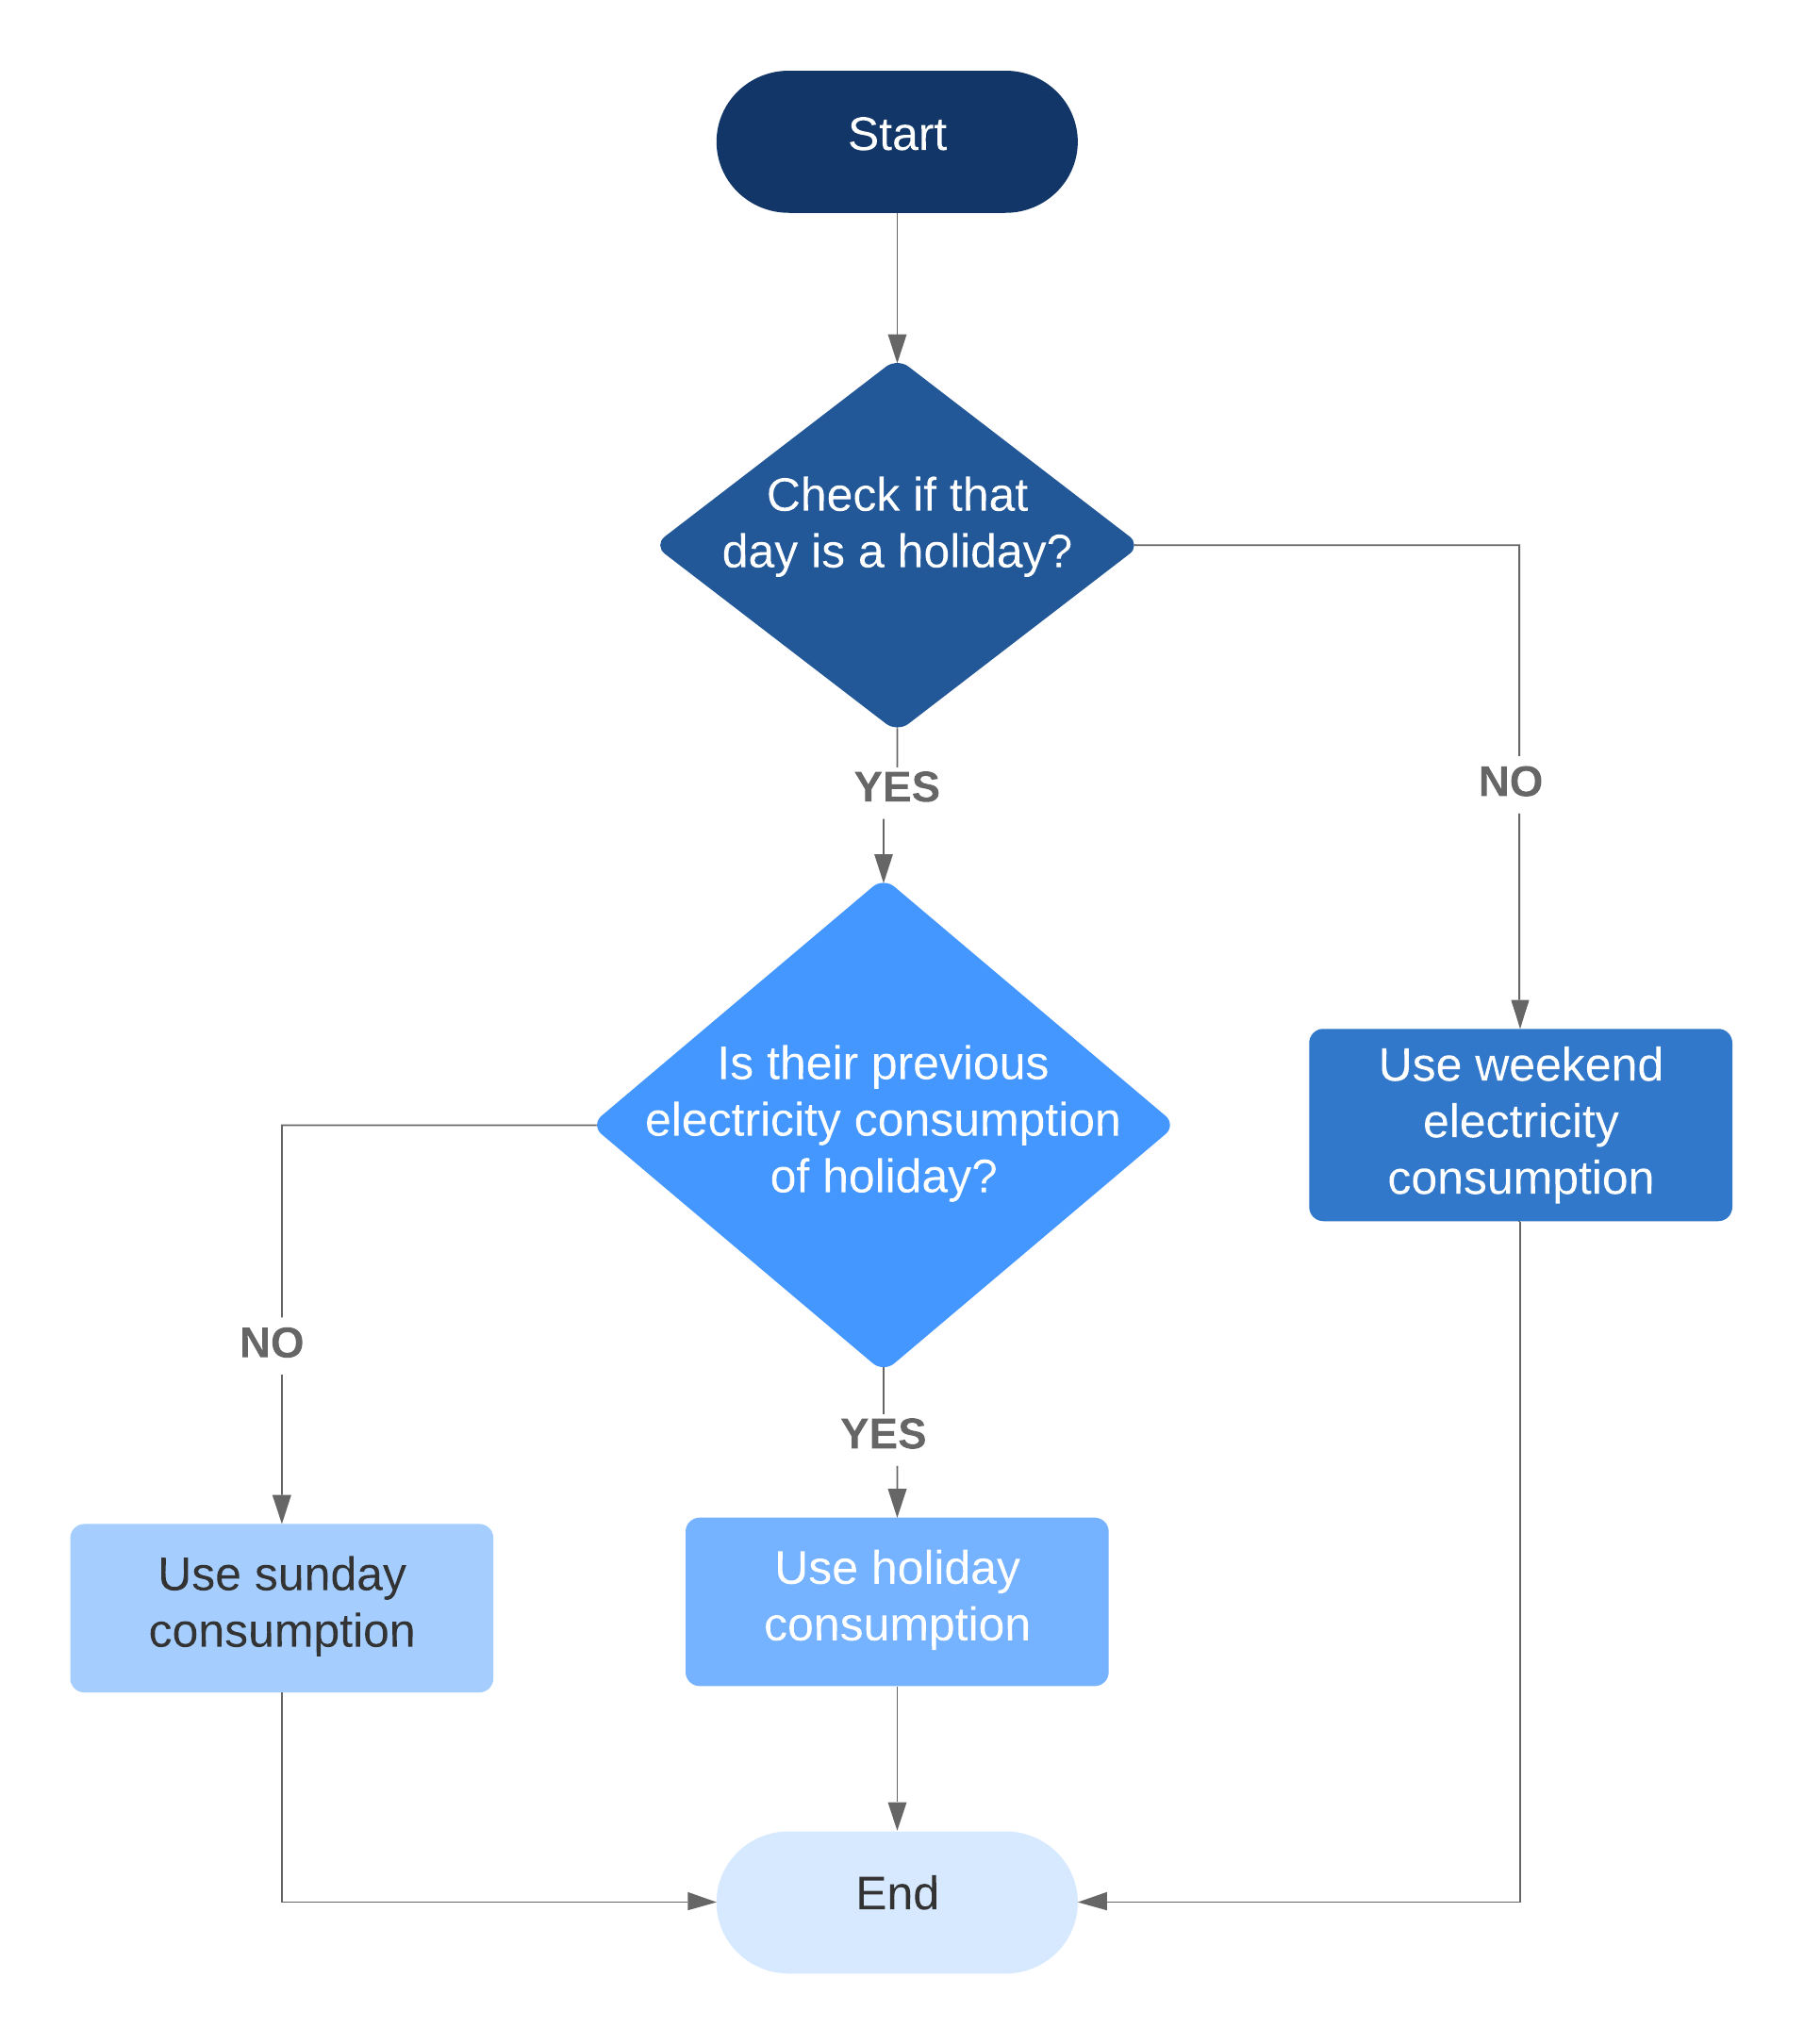 Start
Check if that
day is a holiday?
YES
NO
Is their previous
electricity consumption
of holiday?
Use weekend
electricity
consumption
NO
YES
Use sunday
consumption
Use holiday
consumption
End